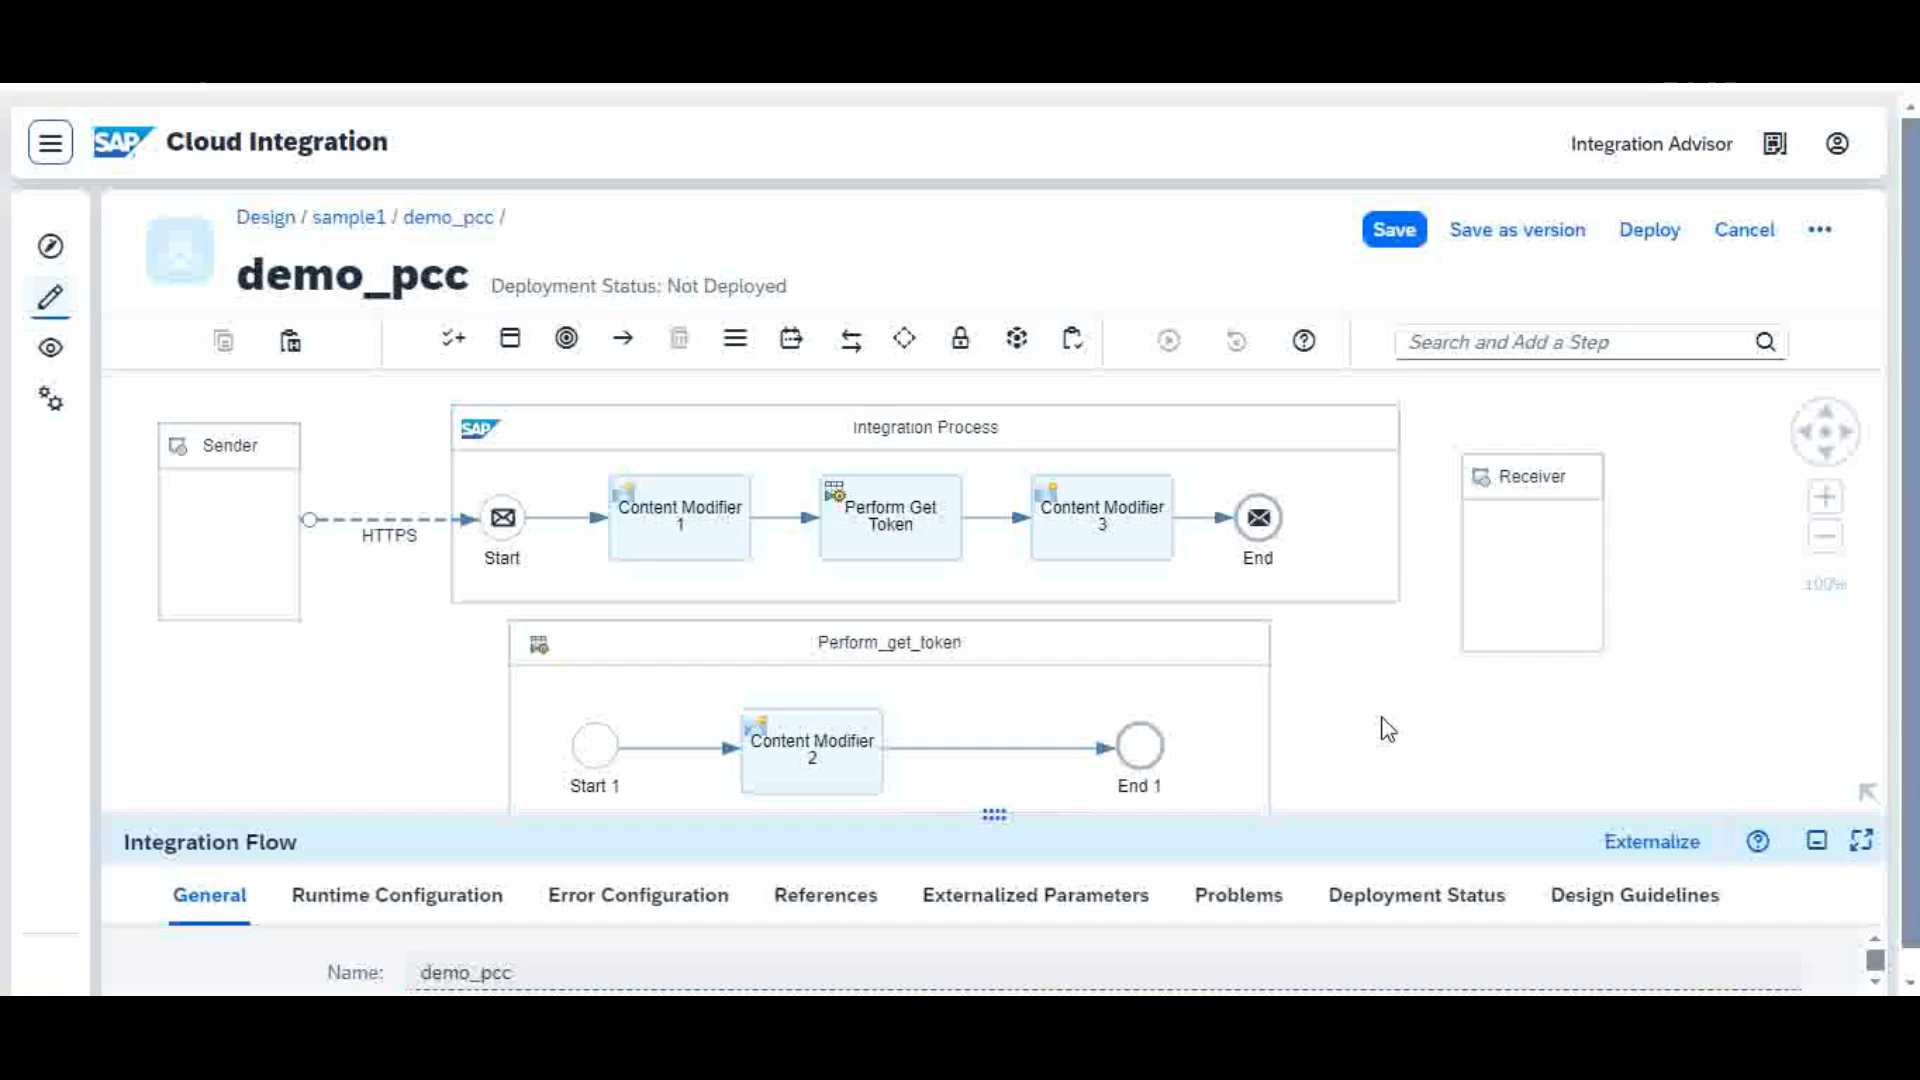 SAP Cloud Integration
Integration Advisor
Design / sample1 / demo_pcc /
Save
Save as version
Deploy
Cancel
demo_pcc
Deployment Status: Not Deployed
Search and Add a Step
SAP
Integration Process
Sender
Receiver
Content Modifier
1
Perform Get
Token
Content Modifier
3
HTTPS
Start
End
100%
Perform_get_token
Content Modifier
2
Start 1
End 1
Integration Flow
Externalize
General
Runtime Configuration
Error Configuration
References
Externalized Parameters
Problems
Deployment Status
Design Guidelines
Name:
demo_pcc